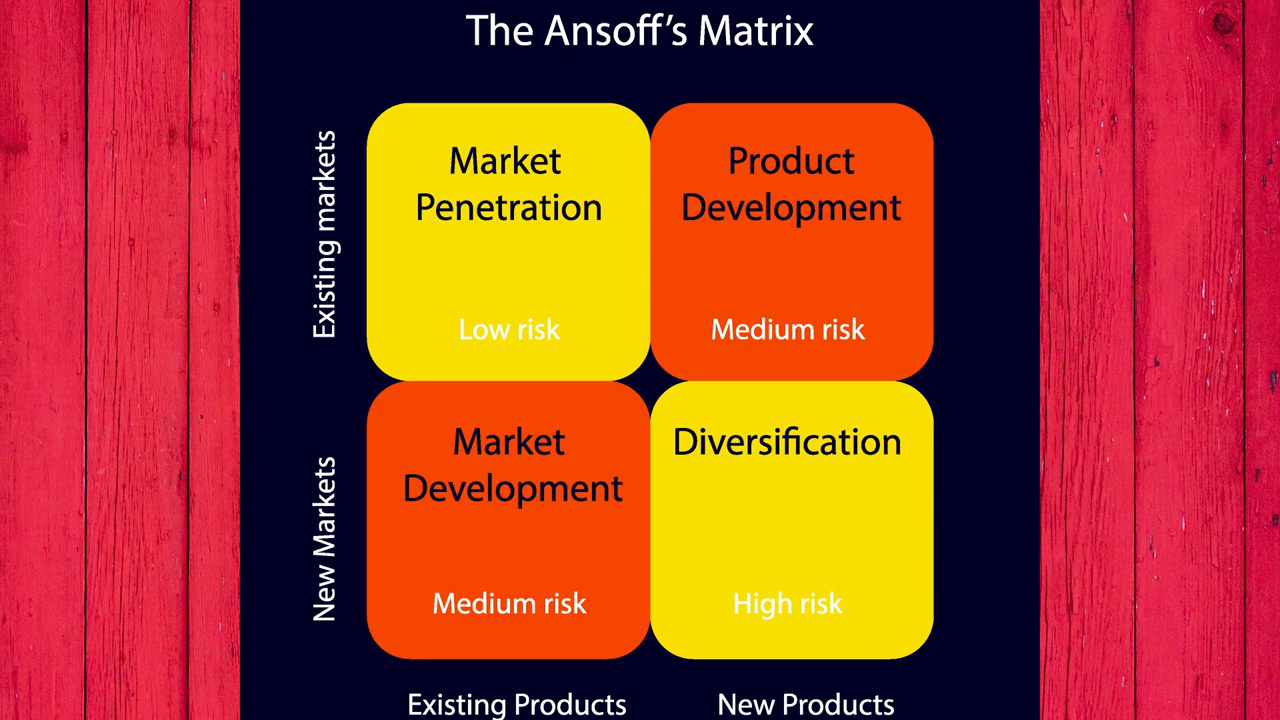 The Ansoff’s Matrix
Existing markets
Market
Penetration
Low risk
Product
Development
Medium risk
New Markets
Market
Development
Medium risk
Diversification
High risk
Existing Products
New Products